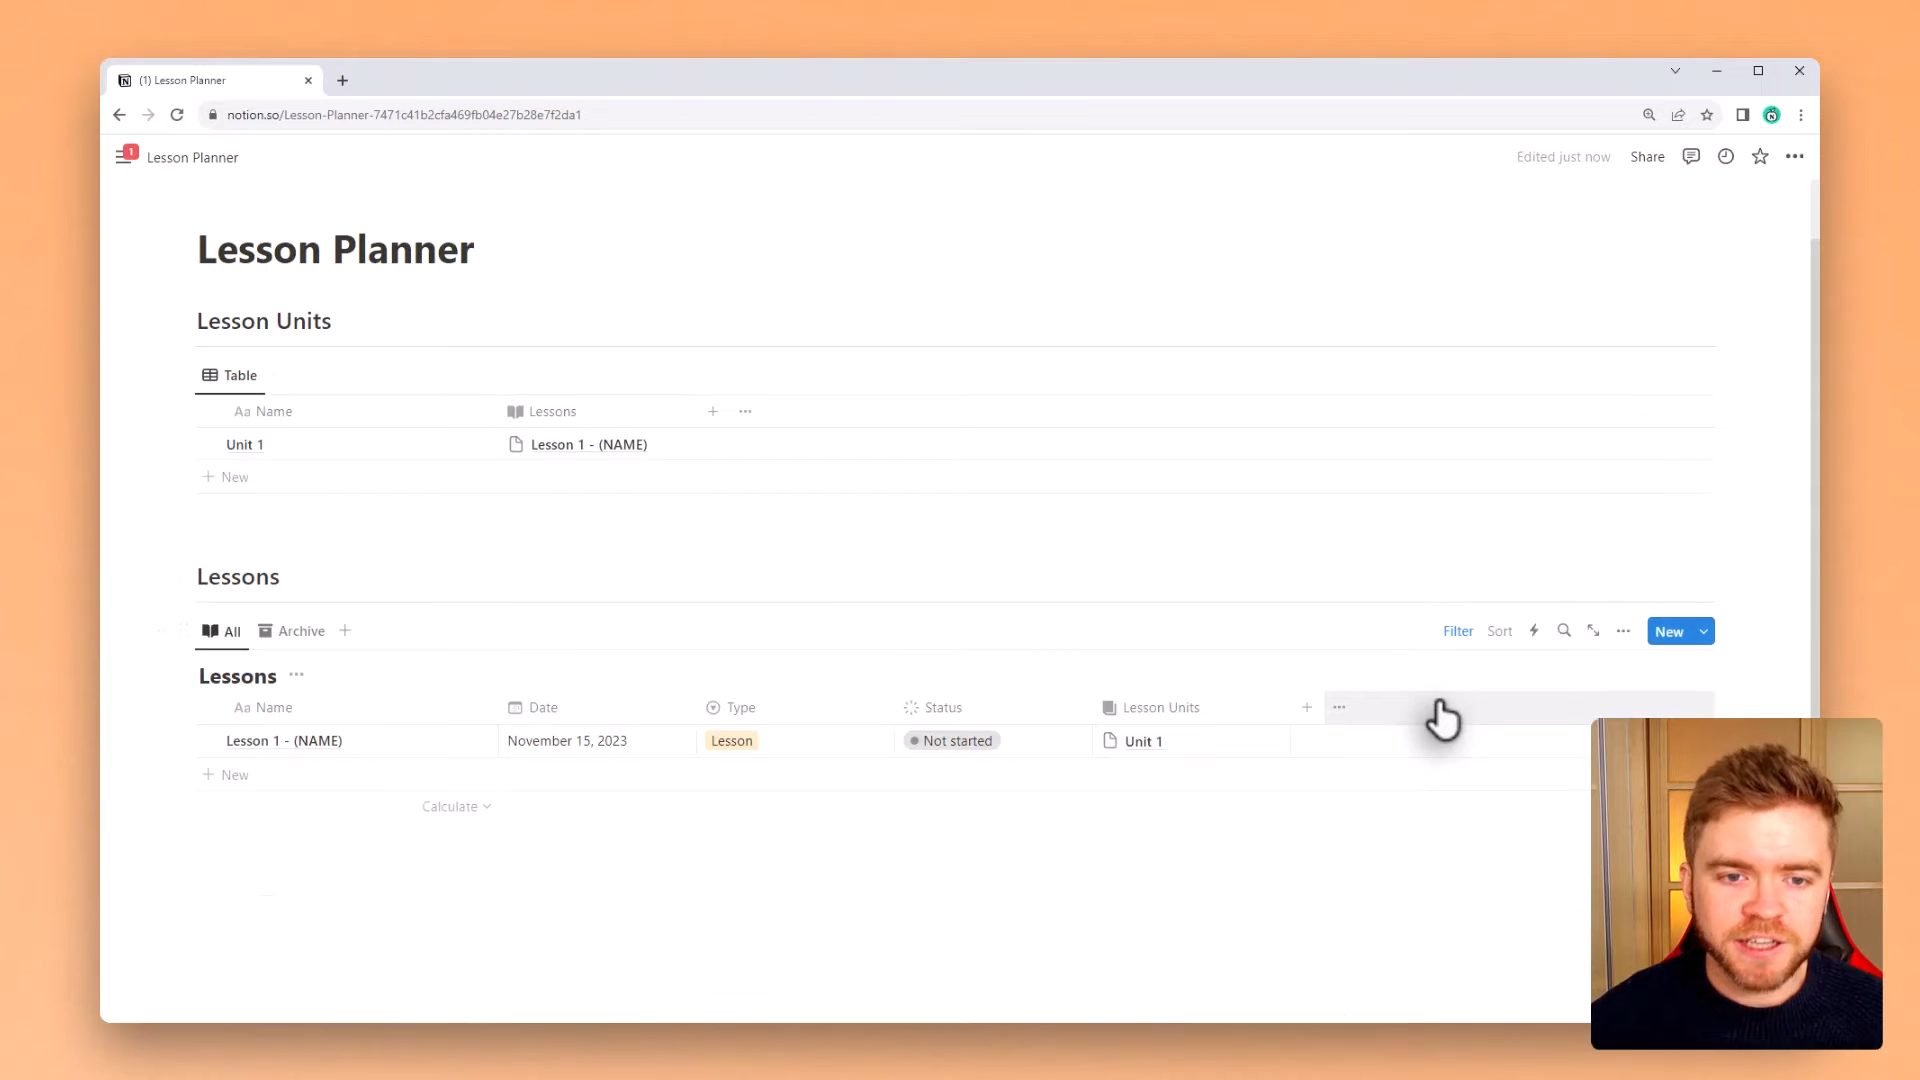 (1) Lesson Planner
notion.so/Lesson-Planner-7471c41b2cfa469fb04e27b28e7f2da1
1
Lesson Planner
Edited just now
Share
Lesson Planner
Lesson Units
Table
Aa Name
Lessons
Unit 1
Lesson 1 - (NAME)
New
Lessons
All
Archive
Filter
Sort
New
Lessons
Aa Name
Date
Type
Status
Lesson Units
Lesson 1 - (NAME)
November 15, 2023
Lesson
Not started
Unit 1
New
Calculate